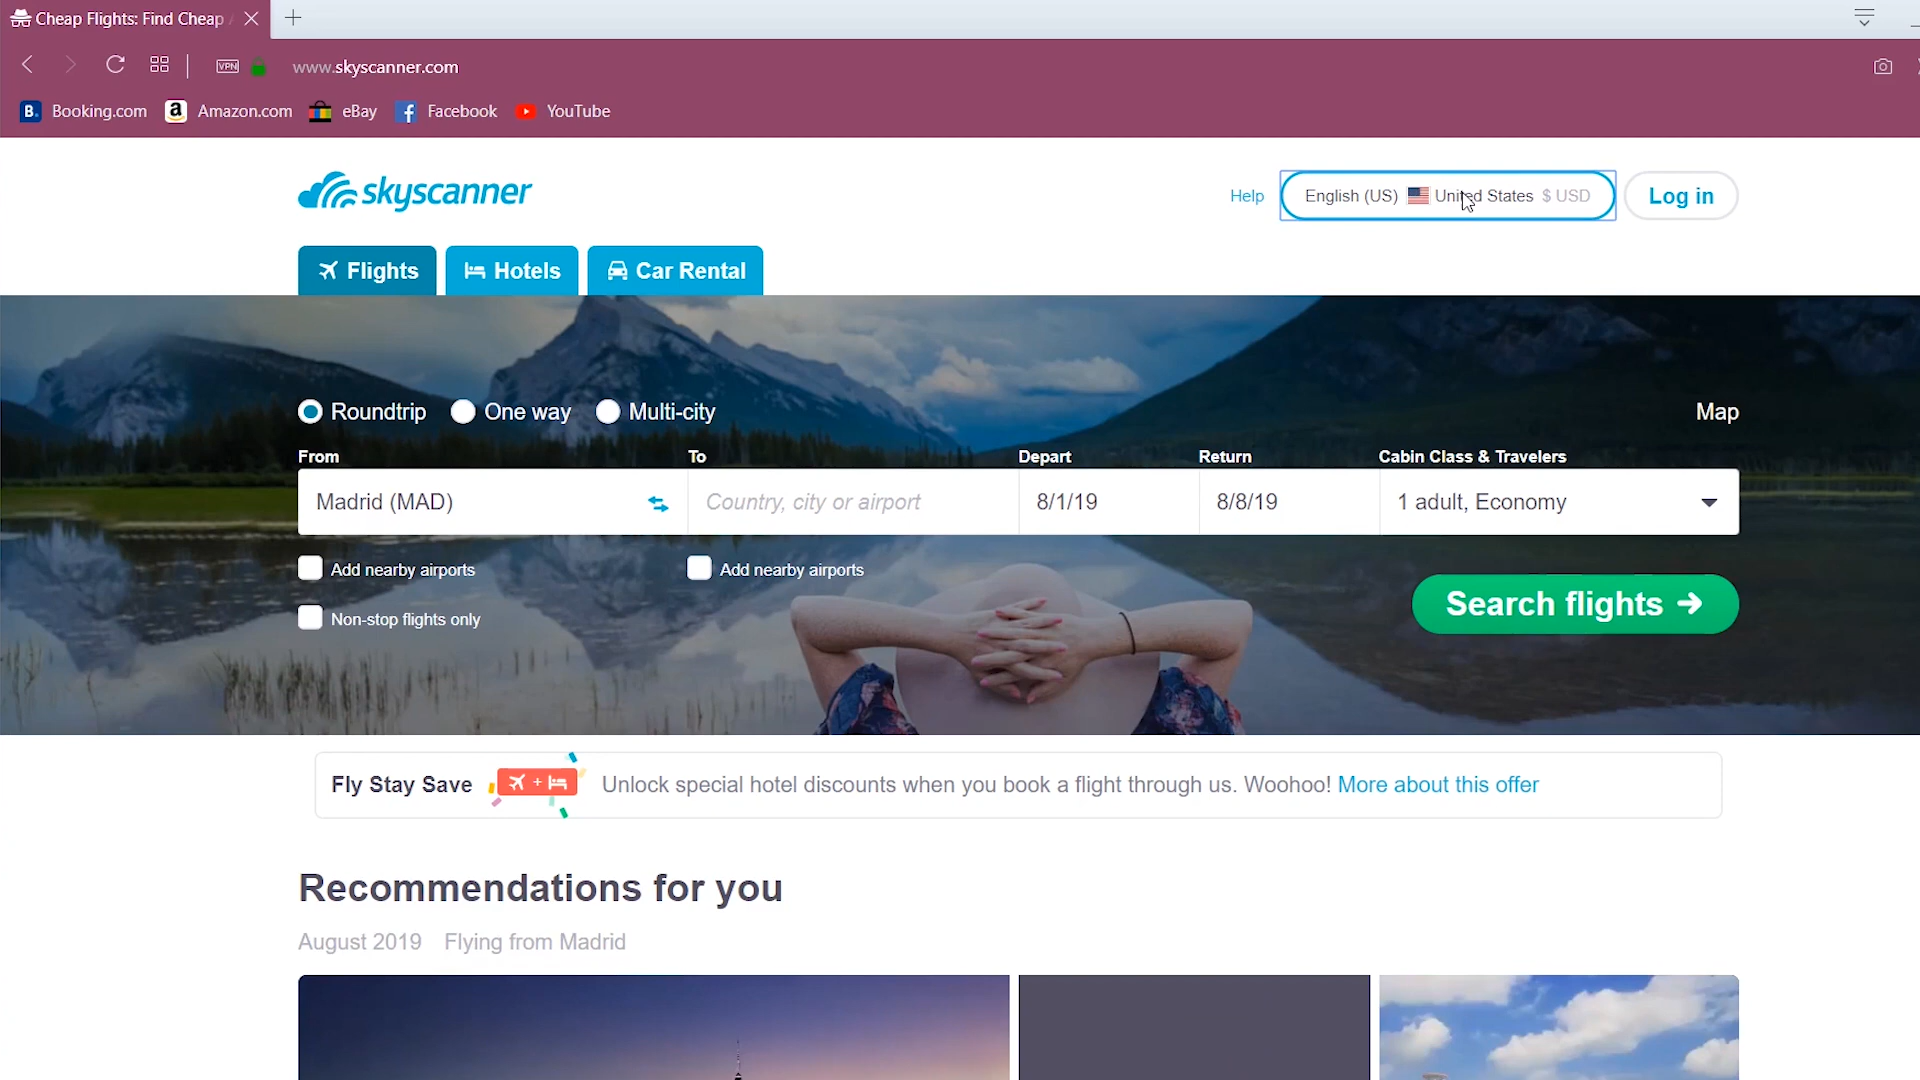 Cheap Flights: Find Cheap
VPN www.skyscanner.com
B. Booking.com a Amazon.com eBay f Facebook YouTube
skyscanner
Help English (US) United States $ USD Log in
Flights Hotels Car Rental
Roundtrip One way Multi-city Map
From To Depart Return Cabin Class & Travelers
Madrid (MAD) Country, city or airport 8/1/19 8/8/19 1 adult, Economy
Add nearby airports Add nearby airports
Non-stop flights only
Search flights
Fly Stay Save + Unlock special hotel discounts when you book a flight through us. Woohoo! More about this offer
Recommendations for you
August 2019 Flying from Madrid